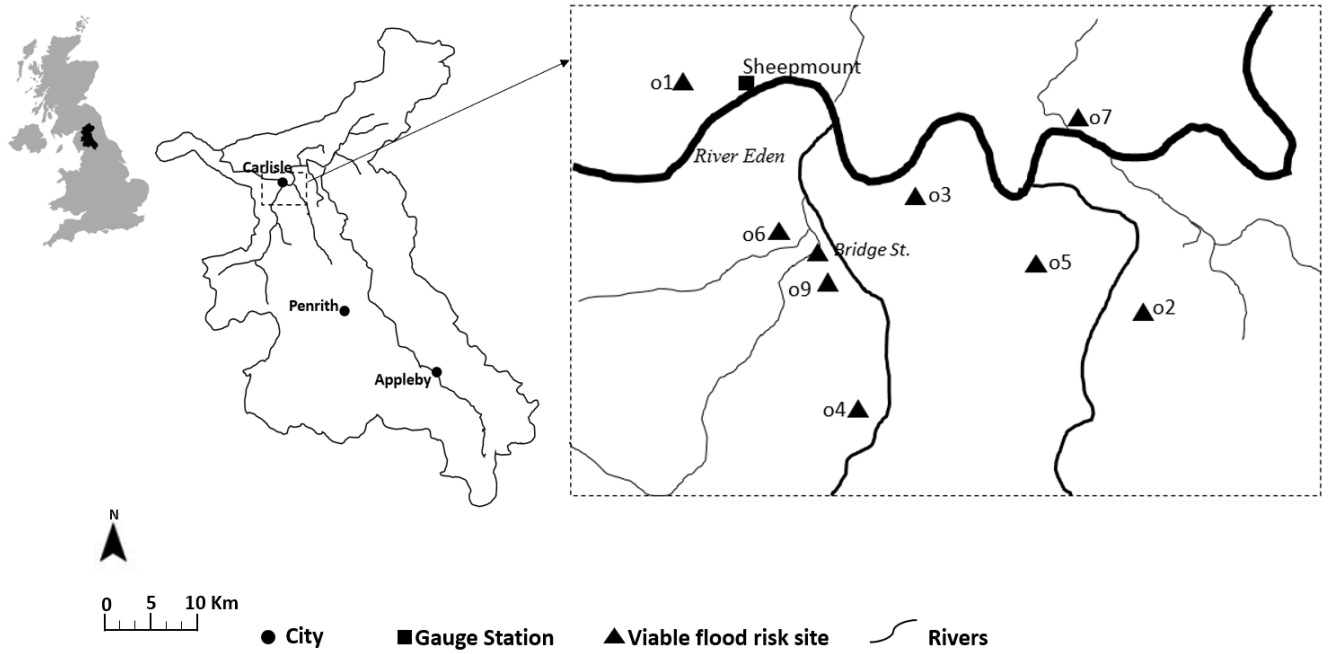 Carlisle
Penrith
Appleby
Sheepmount
o1
o7
River Eden
o3
o6
Bridge St.
o5
o9
o2
o4
N
0 5 10 Km
City
Gauge Station
Viable flood risk site
Rivers